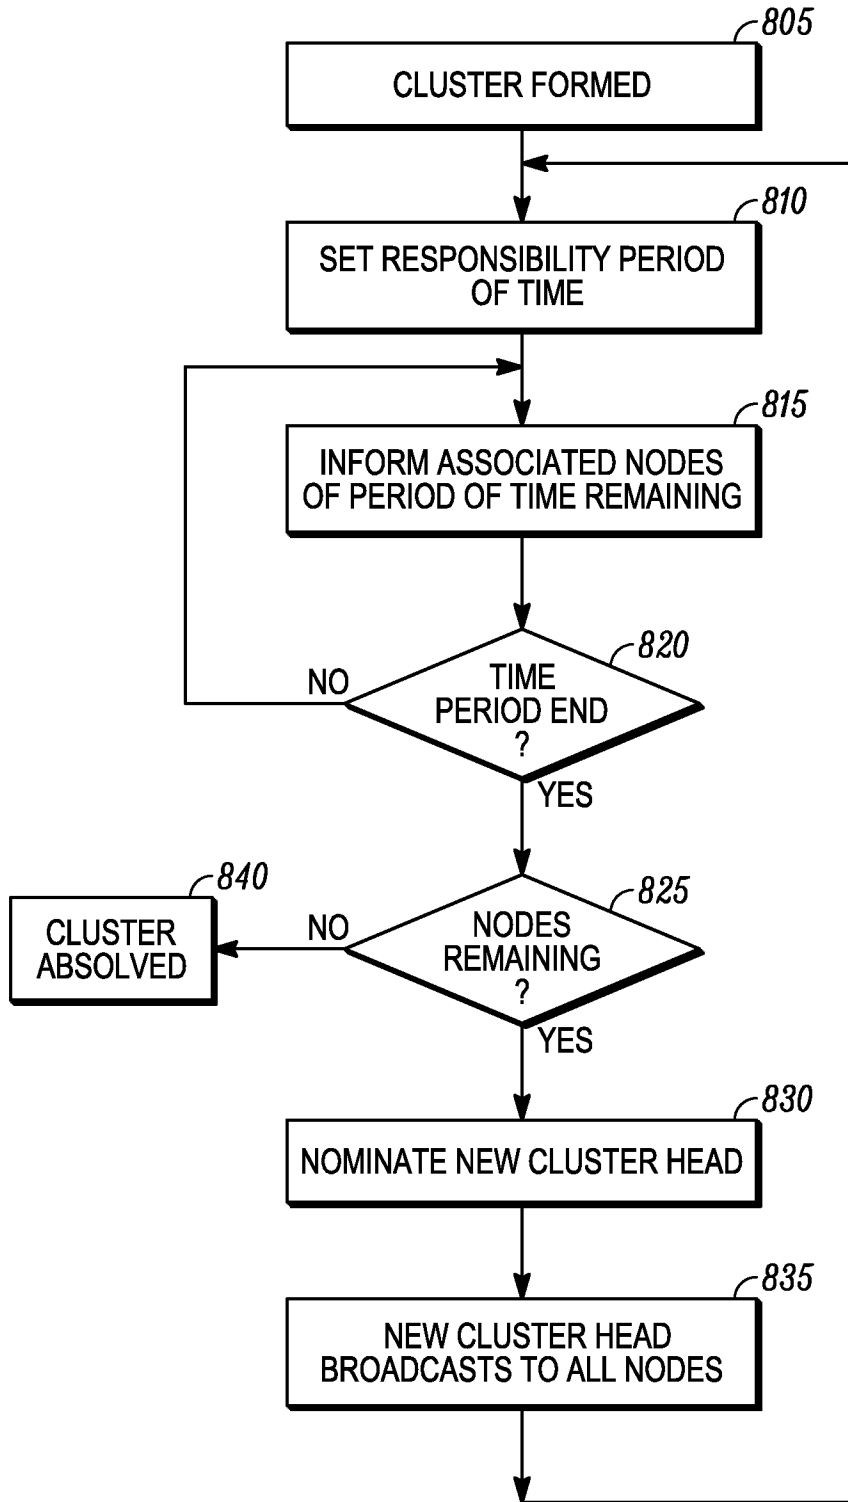 805
CLUSTER FORMED
810
SET RESPONSIBILITY PERIOD
OF TIME
815
INFORM ASSOCIATED NODES
OF PERIOD OF TIME REMAINING
820
TIME
PERIOD END
?
NO
YES
825
NODES
REMAINING
?
NO
YES
840
CLUSTER
ABSOLVED
830
NOMINATE NEW CLUSTER HEAD
835
NEW CLUSTER HEAD
BROADCASTS TO ALL NODES